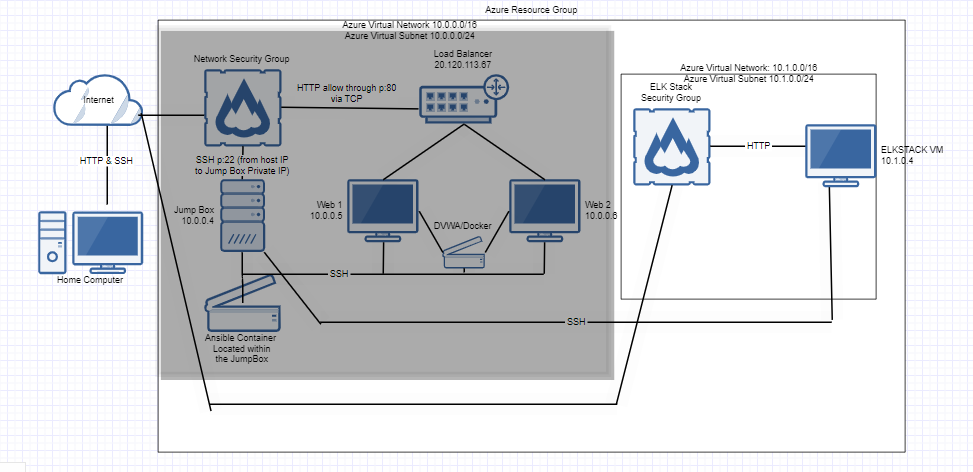 Azure Resource Group
Azure Virtual Network 10.0.0.0/16
Azure Virtual Subnet 10.0.0.0/24
Network Security Group
Load Balancer
20.120.113.67
HTTP allow through p:80
via TCP
Internet
HTTP & SSH
Home Computer
SSH p:22 (from host IP
to Jump Box Private IP)
Jump Box
10.0.0.4
Web 1
10.0.0.5
Web 2
10.0.0.6
DVWA/Docker
SSH
Ansible Container
Located within
the JumpBox
SSH
Azure Virtual Network: 10.1.0.0/16
Azure Virtual Subnet 10.1.0.0/24
ELK Stack
Security Group
HTTP
ELKSTACK VM
10.1.0.4